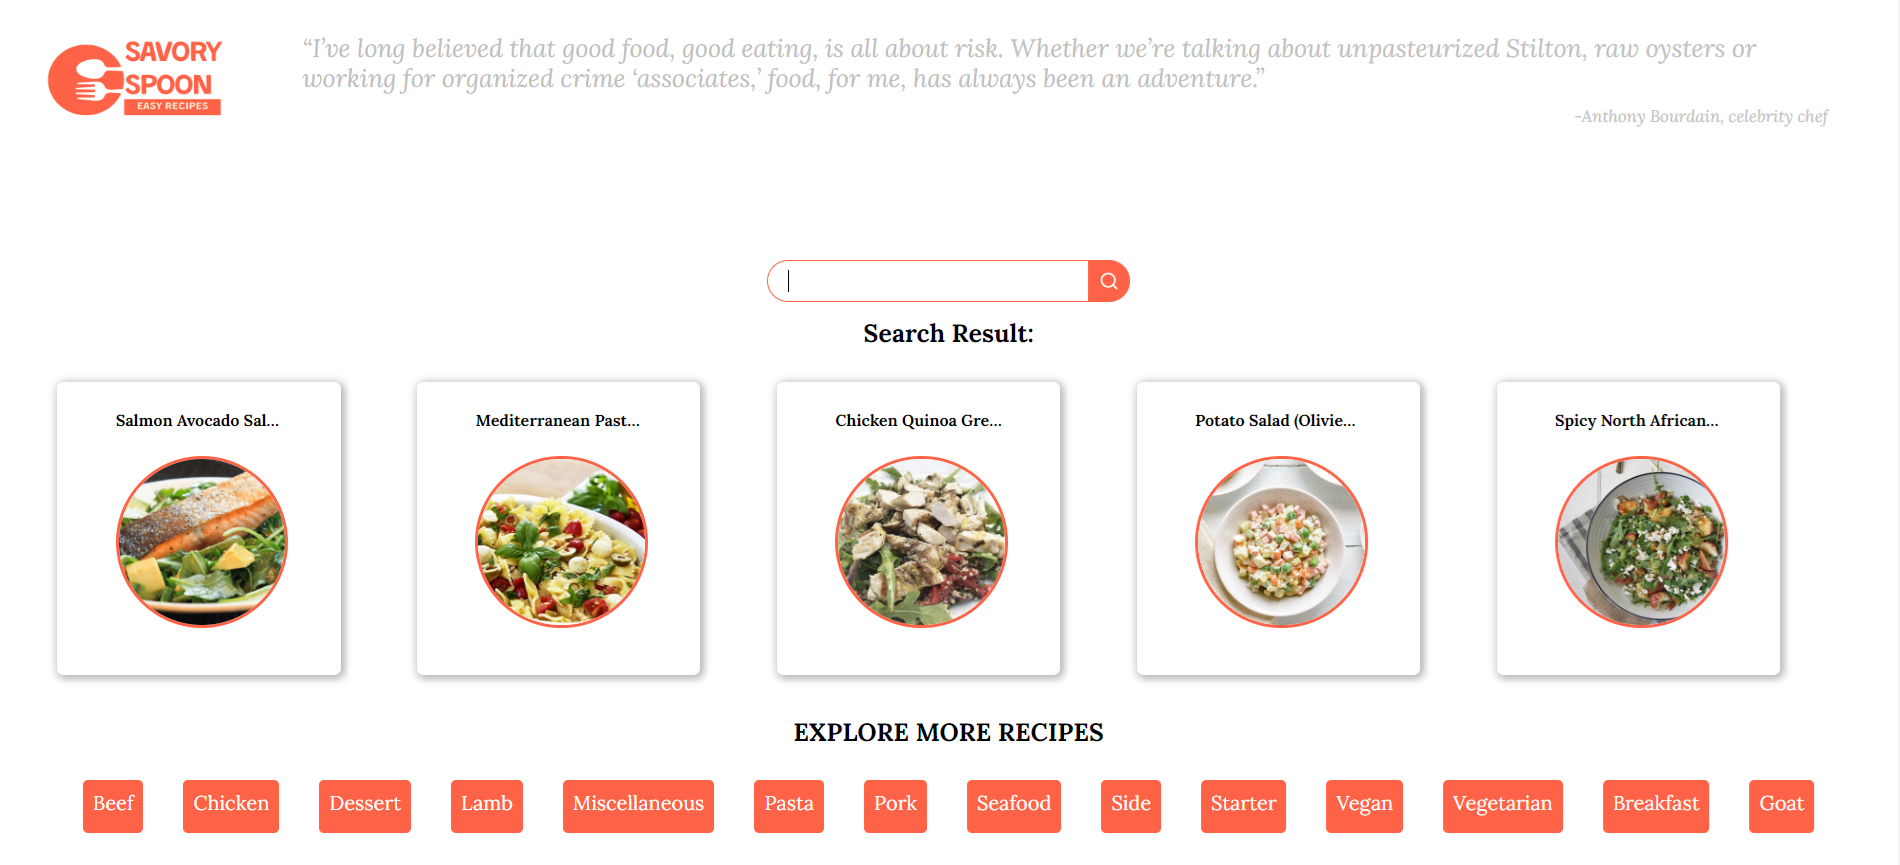 SAVORY
SPOON
EASY RECIPES
“I’ve long believed that good food, good eating, is all about risk. Whether we’re talking about unpasteurized Stilton, raw oysters or
working for organized crime ‘associates,’ food, for me, has always been an adventure.”
-Anthony Bourdain, celebrity chef
Search Result:
Salmon Avocado Sal...
Mediterranean Past...
Chicken Quinoa Gre...
Potato Salad (Olivie...
Spicy North African...
EXPLORE MORE RECIPES
Beef Chicken Dessert Lamb Miscellaneous Pasta Pork Seafood Side Starter Vegan Vegetarian Breakfast Goat